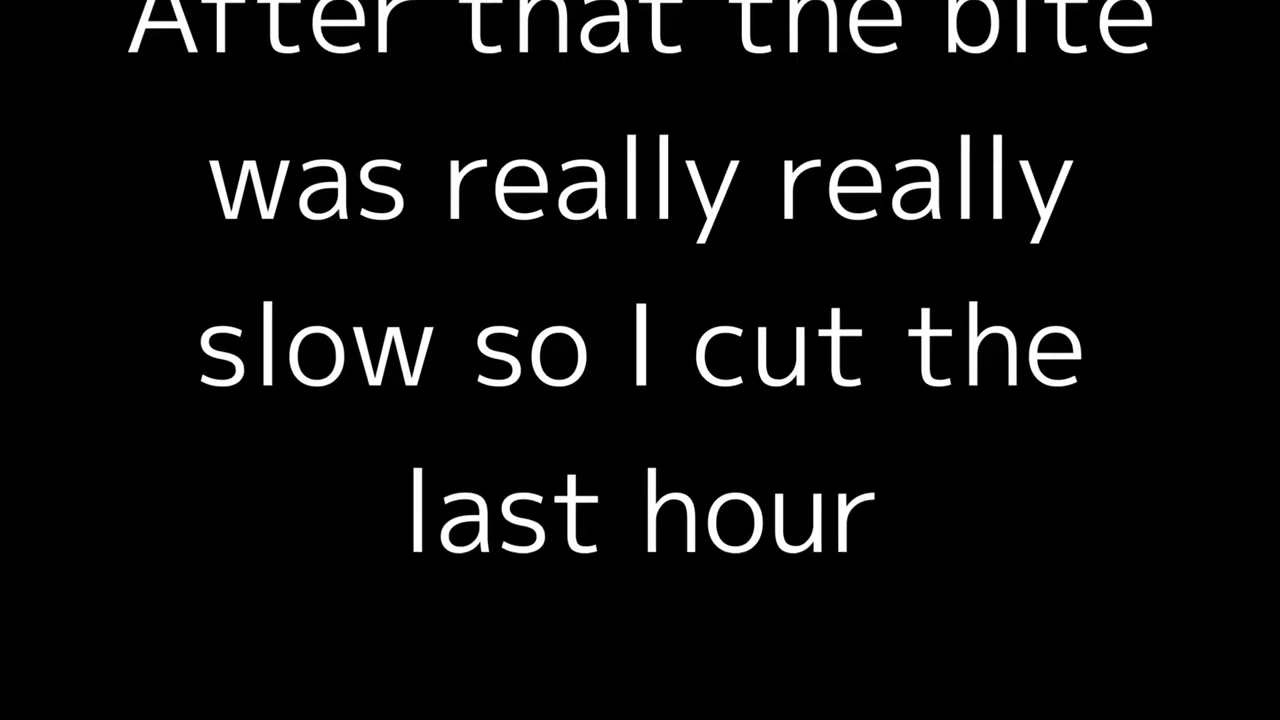 After that the bite
was really really
slow so I cut the
last hour